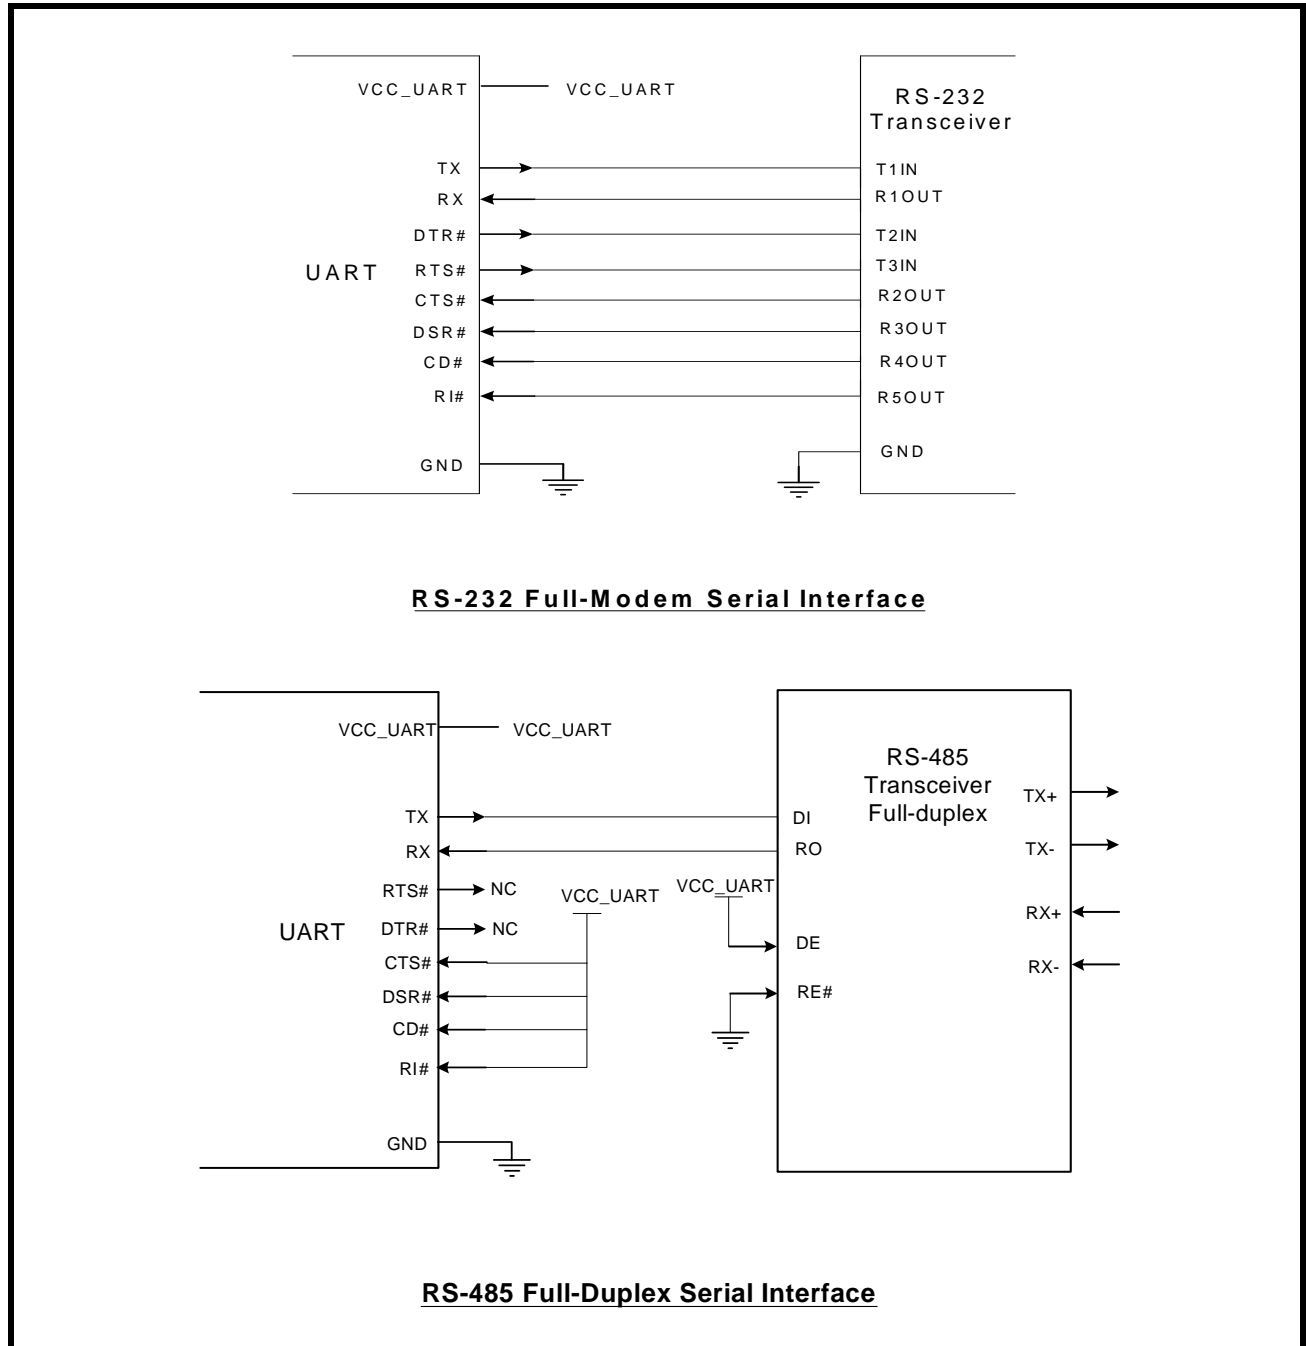 VCC_UART VCC_UART
RS-232
Transceiver
TX T1IN
RX R1OUT
DTR# T2IN
UART RTS# T3IN
CTS# R2OUT
DSR# R3OUT
CD# R4OUT
RI# R5OUT
GND GND
RS-232 Full-Modem Serial Interface
VCC_UART VCC_UART
RS-485
Transceiver
Full-duplex
TX+
TX DI
RX RO TX-
RTS# NC VCC_UART VCC_UART
RX+
UART DTR# NC DE
CTS# RX-
DSR# RE#
CD#
RI#
GND
RS-485 Full-Duplex Serial Interface